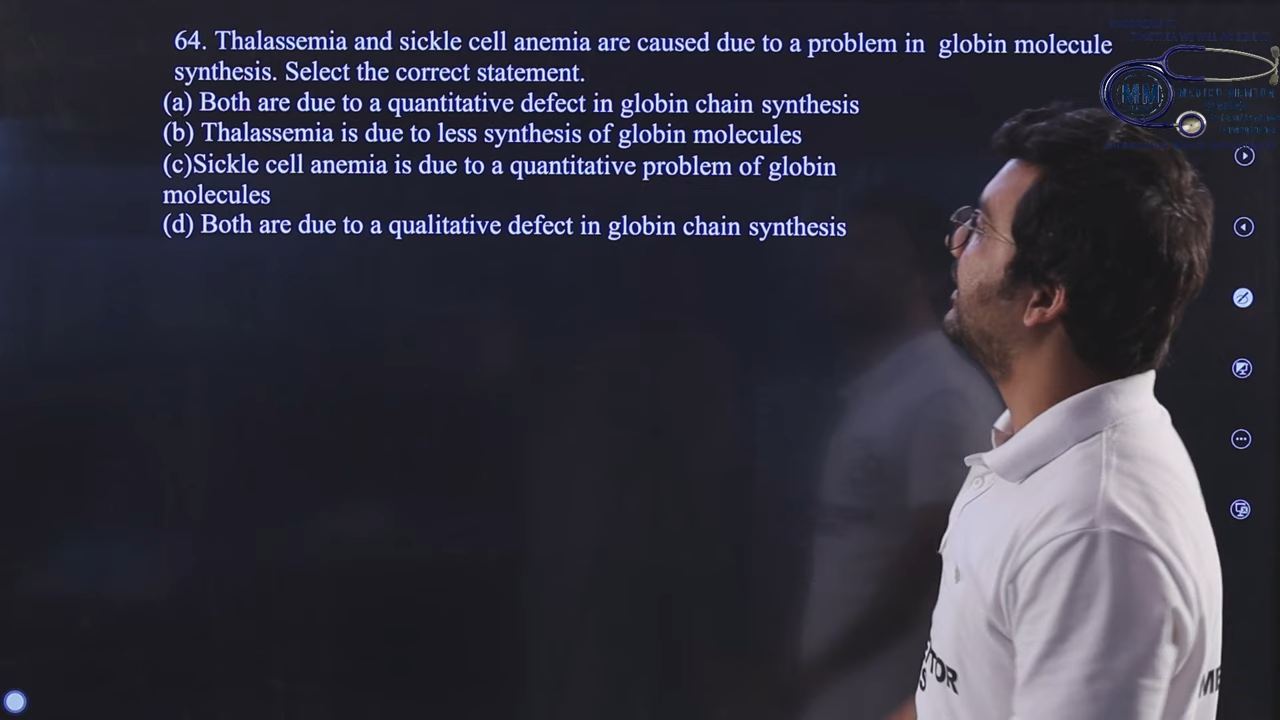 64. Thalassemia and sickle cell anemia are caused due to a problem in globin molecule
synthesis. Select the correct statement.
(a) Both are due to a quantitative defect in globin chain synthesis
(b) Thalassemia is due to less synthesis of globin molecules
(c)Sickle cell anemia is due to a quantitative problem of globin
molecules
(d) Both are due to a qualitative defect in globin chain synthesis
MM